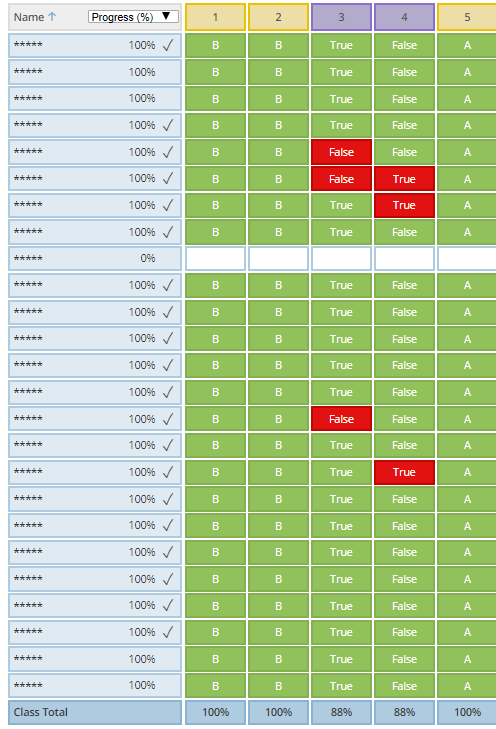 Name ↑ Progress (%) ▼ 1 2 3 4 5
***** 100% ✓ B B True False A
***** 100% B B True False A
***** 100% B B True False A
***** 100% ✓ B B True False A
***** 100% ✓ B B False False A
***** 100% ✓ B B False True A
***** 100% ✓ B B True True A
***** 100% ✓ B B True False A
***** 0%
***** 100% ✓ B B True False A
***** 100% ✓ B B True False A
***** 100% ✓ B B True False A
***** 100% ✓ B B True False A
***** 100% ✓ B B True False A
***** 100% ✓ B B False False A
***** 100% ✓ B B True False A
***** 100% ✓ B B True True A
***** 100% ✓ B B True False A
***** 100% ✓ B B True False A
***** 100% ✓ B B True False A
***** 100% ✓ B B True False A
***** 100% ✓ B B True False A
***** 100% ✓ B B True False A
***** 100% B B True False A
***** 100% B B True False A
Class Total 100% 100% 88% 88% 100%